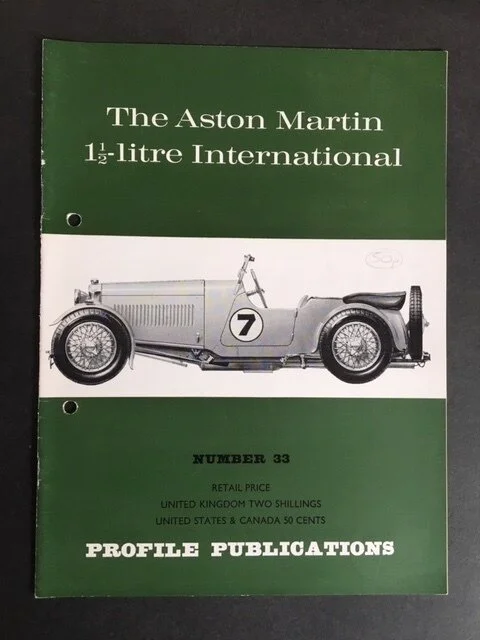 The Aston Martin
1½-litre International
50p
7
NUMBER 33
RETAIL PRICE
UNITED KINGDOM TWO SHILLINGS
UNITED STATES & CANADA 50 CENTS
PROFILE PUBLICATIONS